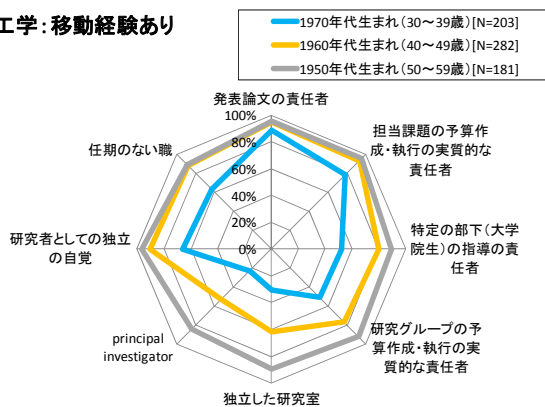 工学：移動経験あり
1970年代生まれ（30～39歳）[N=203]
1960年代生まれ（40～49歳）[N=282]
1950年代生まれ（50～59歳）[N=181]
発表論文の責任者
100%
80%
60%
40%
20%
0%
担当課題の予算作
成・執行の実質的な
責任者
特定の部下（大学
院生）の指導の責
任者
研究グループの予
算作成・執行の実
質的な責任者
独立した研究室
principal
investigator
研究者としての独立
の自覚
任期のない職